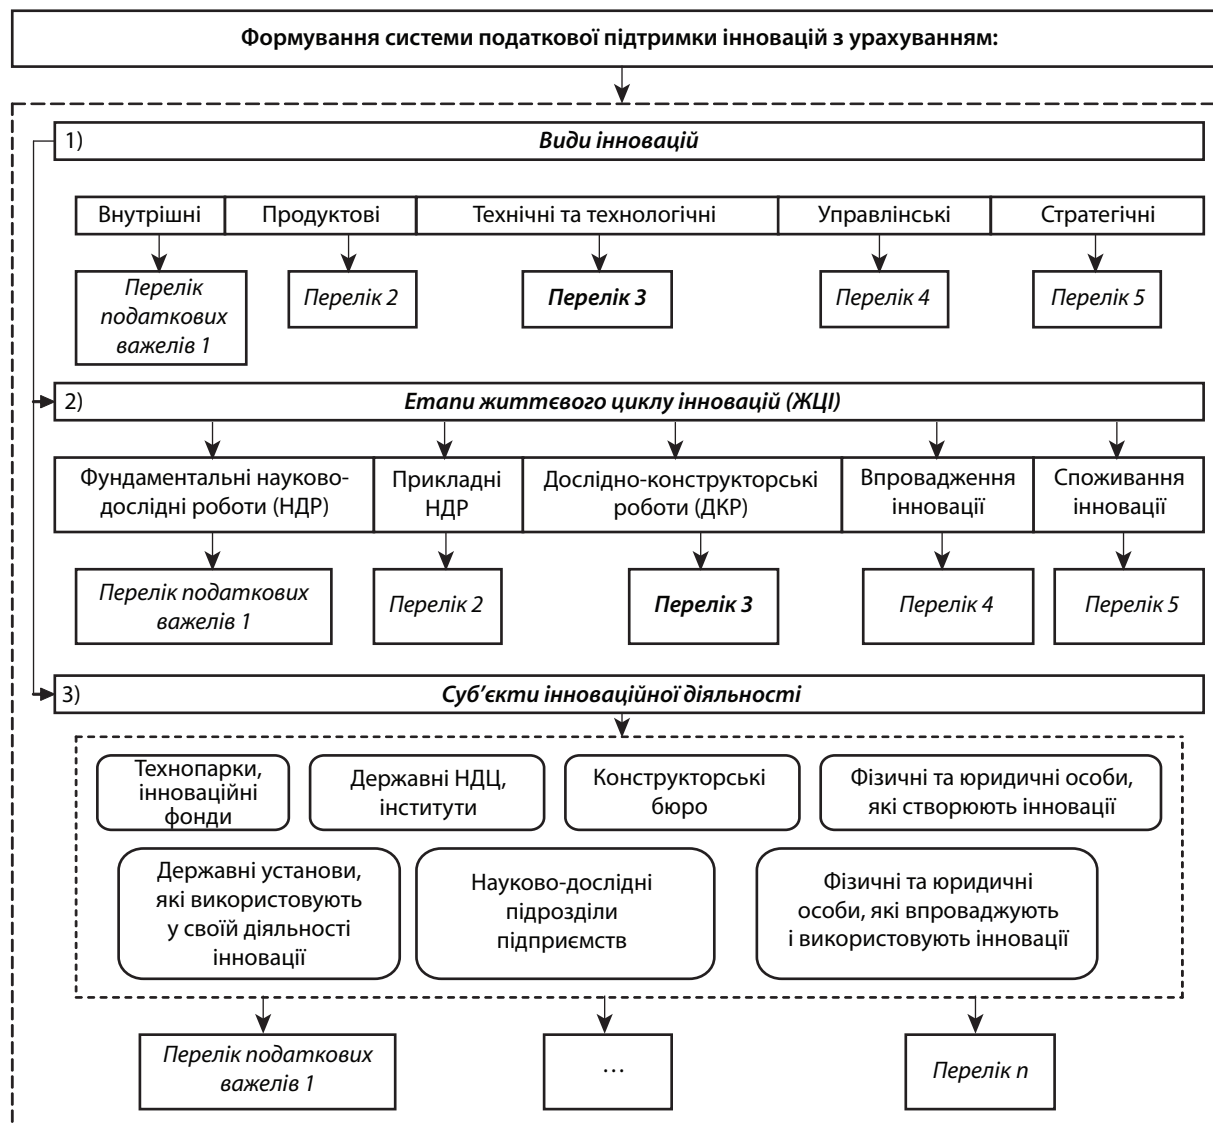 Формування системи податкової підтримки інновацій з урахуванням:
1) Види інновацій
Внутрішні Продуктові Технічні та технологічні Управлінські Стратегічні
Перелік
податкових
важелів 1
Перелік 2
Перелік 3
Перелік 4
Перелік 5
2) Етапи життєвого циклу інновацій (ЖЦІ)
Фундаментальні науково-
дослідні роботи (НДР)
Прикладні
НДР
Дослідно-конструкторські
роботи (ДКР)
Впровадження
інновації
Споживання
інновації
Перелік податкових
важелів 1
Перелік 2
Перелік 3
Перелік 4
Перелік 5
3) Суб’єкти інноваційної діяльності
Технопарки,
інноваційні
фонди
Державні НДЦ,
інститути
Конструкторські
бюро
Фізичні та юридичні особи,
які створюють інновації
Державні установи,
які використовують
у своїй діяльності
інновації
Науково-дослідні
підрозділи
підприємств
Фізичні та юридичні
особи, які впроваджують
і використовують інновації
Перелік податкових
важелів 1
…
Перелік n